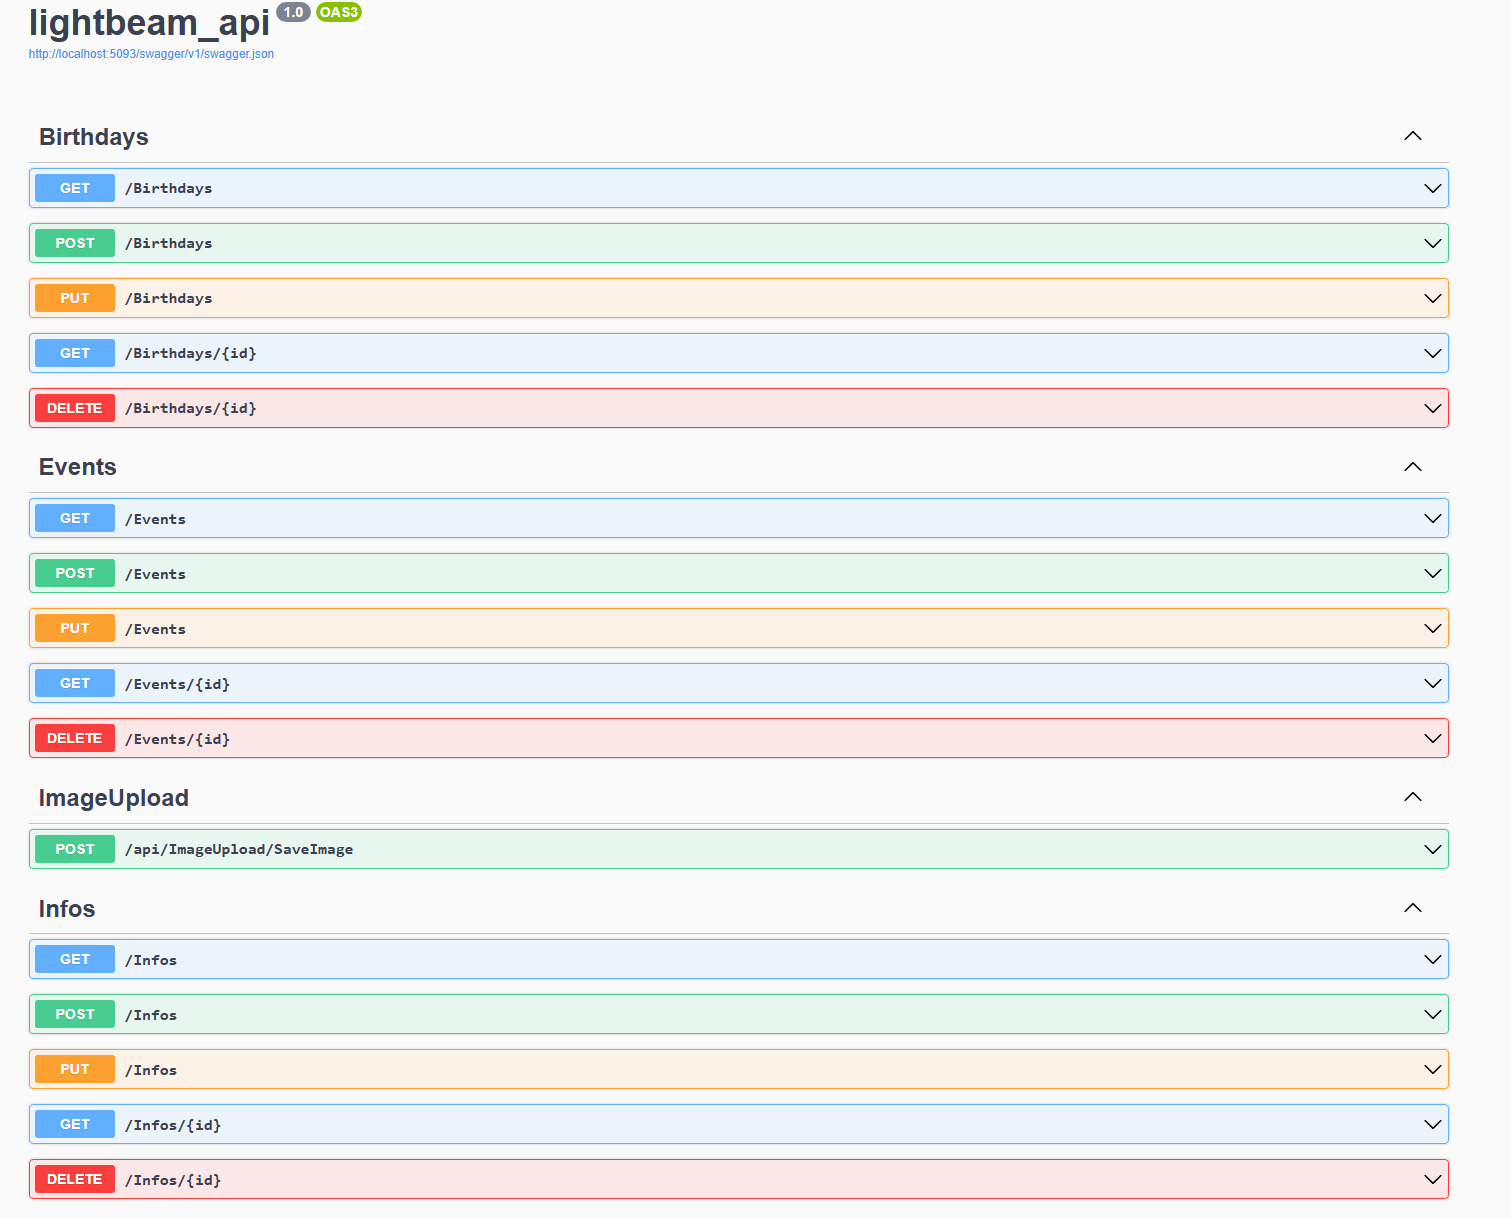 lightbeam_api 1.0 OAS3
http://localhost:5093/swagger/v1/swagger.json
Birthdays
GET /Birthdays
POST /Birthdays
PUT /Birthdays
GET /Birthdays/{id}
DELETE /Birthdays/{id}
Events
GET /Events
POST /Events
PUT /Events
GET /Events/{id}
DELETE /Events/{id}
ImageUpload
POST /api/ImageUpload/SaveImage
Infos
GET /Infos
POST /Infos
PUT /Infos
GET /Infos/{id}
DELETE /Infos/{id}